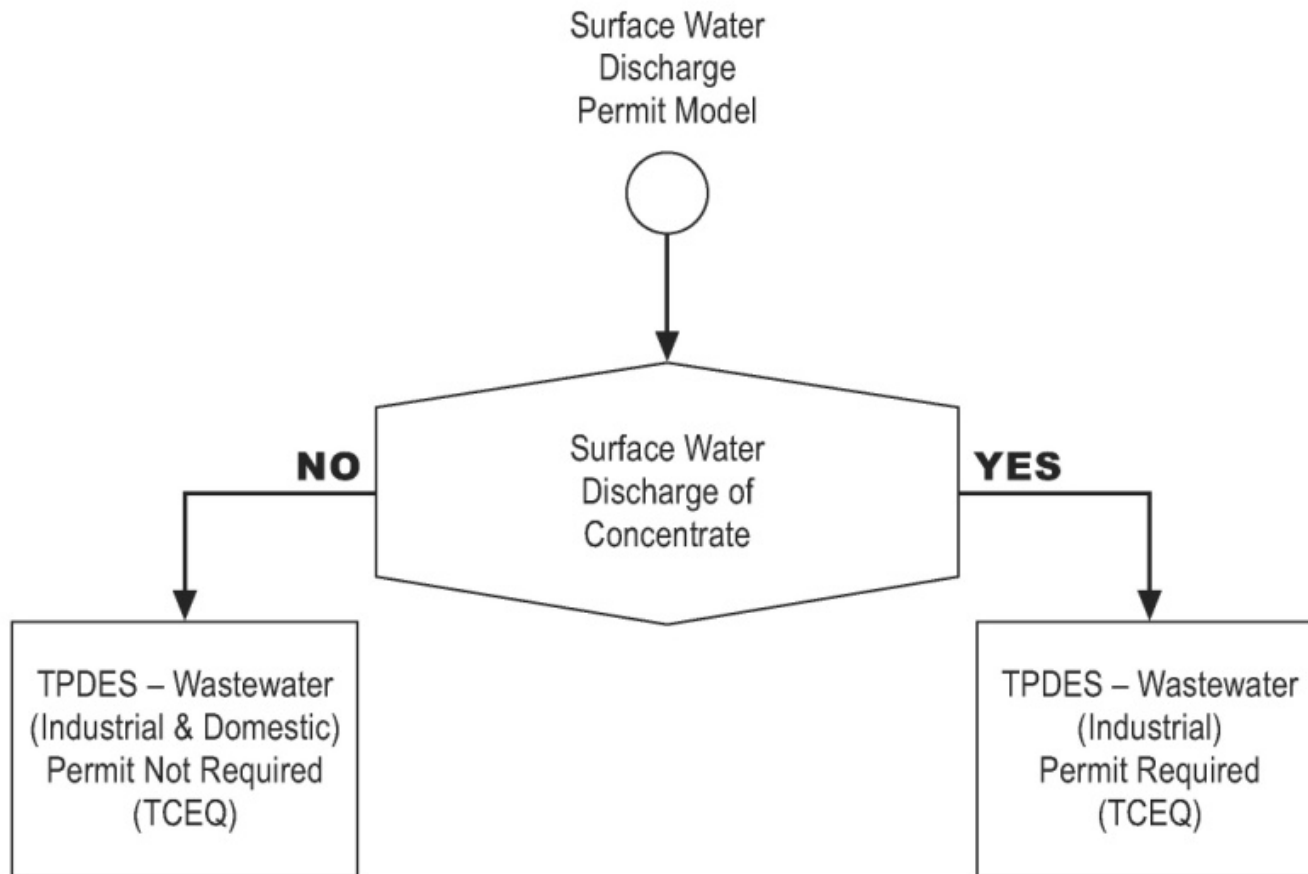 Surface Water
Discharge
Permit Model
NO
Surface Water
Discharge of
Concentrate
YES
TPDES – Wastewater
(Industrial & Domestic)
Permit Not Required
(TCEQ)
TPDES – Wastewater
(Industrial)
Permit Required
(TCEQ)